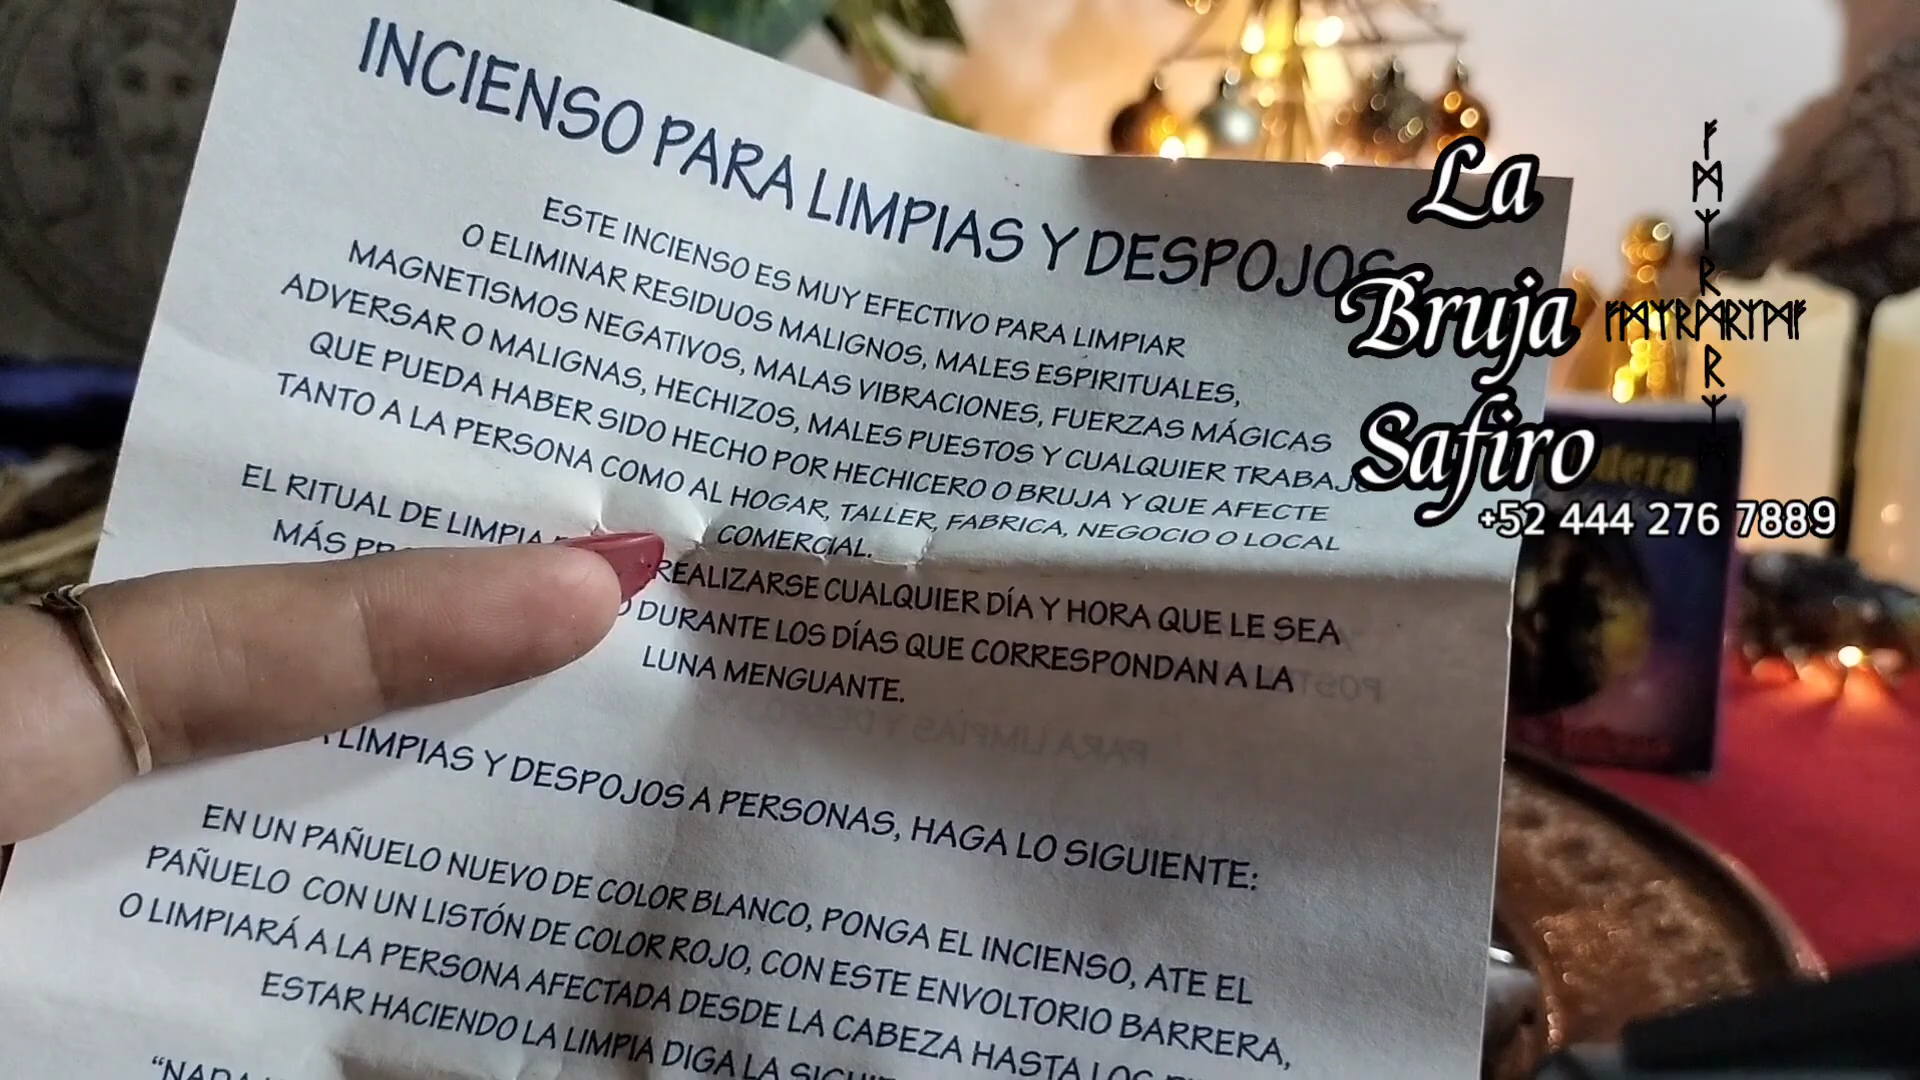 INCIENSO PARA LIMPIAS Y DESPOJOS
ESTE INCIENSO ES MUY EFECTIVO PARA LIMPIAR
O ELIMINAR RESIDUOS MALIGNOS, MALES ESPIRITUALES,
MAGNETISMOS NEGATIVOS, MALAS VIBRACIONES, FUERZAS MÁGICAS
ADVERSAR O MALIGNAS, HECHIZOS, MALES PUESTOS Y CUALQUIER TRABAJO
QUE PUEDA HABER SIDO HECHO POR HECHICERO O BRUJA Y QUE AFECTE
TANTO A LA PERSONA COMO AL HOGAR, TALLER, FABRICA, NEGOCIO O LOCAL
COMERCIAL.
EL RITUAL DE LIMPIA REALIZARSE CUALQUIER DÍA Y HORA QUE LE SEA
MÁS DURANTE LOS DÍAS QUE CORRESPONDAN A LA
LUNA MENGUANTE.
LIMPIAS Y DESPOJOS A PERSONAS, HAGA LO SIGUIENTE:
EN UN PAÑUELO NUEVO DE COLOR BLANCO, PONGA EL INCIENSO, ATE EL
PAÑUELO CON UN LISTÓN DE COLOR ROJO, CON ESTE ENVOLTORIO BARRERA,
O LIMPIARÁ A LA PERSONA AFECTADA DESDE LA CABEZA HASTA LOS
ESTAR HACIENDO LA LIMPIA DIGA LA
La
Bruja
Safiro
+52 444 276 7889